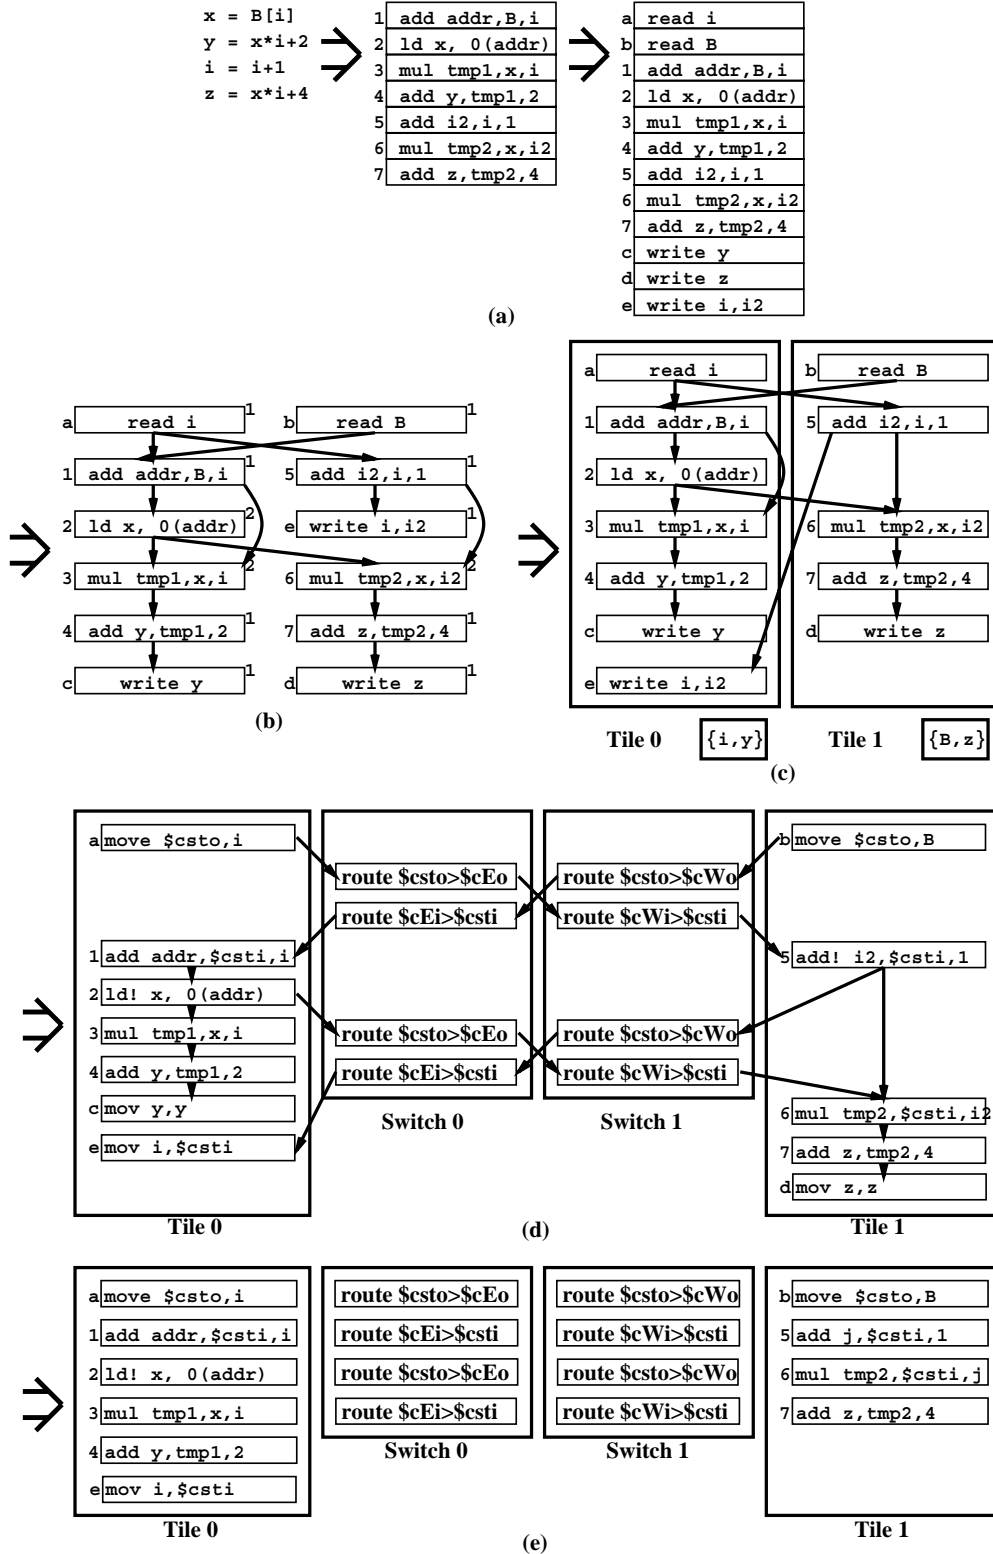 x = B[i]
y = x*i+2
i = i+1
z = x*i+4
1 add addr,B,i
2 ld x, 0(addr)
3 mul tmp1,x,i
4 add y,tmp1,2
5 add i2,i,1
6 mul tmp2,x,i2
7 add z,tmp2,4
a read i
b read B
1 add addr,B,i
2 ld x, 0(addr)
3 mul tmp1,x,i
4 add y,tmp1,2
5 add i2,i,1
6 mul tmp2,x,i2
7 add z,tmp2,4
c write y
d write z
e write i,i2
(a)
a read i 1
b read B 1
1 add addr,B,i 1
5 add i2,i,1 1
2 ld x, 0(addr) 2
e write i,i2 1
3 mul tmp1,x,i 2
6 mul tmp2,x,i2 2
4 add y,tmp1,2 1
7 add z,tmp2,4 1
c write y 1
d write z 1
(b)
a read i
1 add addr,B,i
2 ld x, 0(addr)
3 mul tmp1,x,i
4 add y,tmp1,2
c write y
e write i,i2
b read B
5 add i2,i,1
6 mul tmp2,x,i2
7 add z,tmp2,4
d write z
Tile 0 {i,y}
Tile 1 {B,z}
(c)
a move $csto,i
1 add addr,$csti,i
2 ld! x, 0(addr)
3 mul tmp1,x,i
4 add y,tmp1,2
c mov y,y
e mov i,$csti
Tile 0
route $csto>$cEo
route $cEi>$csti
route $csto>$cEo
route $cEi>$csti
Switch 0
route $csto>$cWo
route $cWi>$csti
route $csto>$cWo
route $cWi>$csti
Switch 1
b move $csto,B
5 add! i2,$csti,1
6 mul tmp2,$csti,i2
7 add z,tmp2,4
d mov z,z
Tile 1
(d)
a move $csto,i
1 add addr,$csti,i
2 ld! x, 0(addr)
3 mul tmp1,x,i
4 add y,tmp1,2
e mov i,$csti
Tile 0
route $csto>$cEo
route $cEi>$csti
route $csto>$cEo
route $cEi>$csti
Switch 0
route $csto>$cWo
route $cWi>$csti
route $csto>$cWo
route $cWi>$csti
Switch 1
b move $csto,B
5 add j,$csti,1
6 mul tmp2,$csti,j
7 add z,tmp2,4
Tile 1
(e)